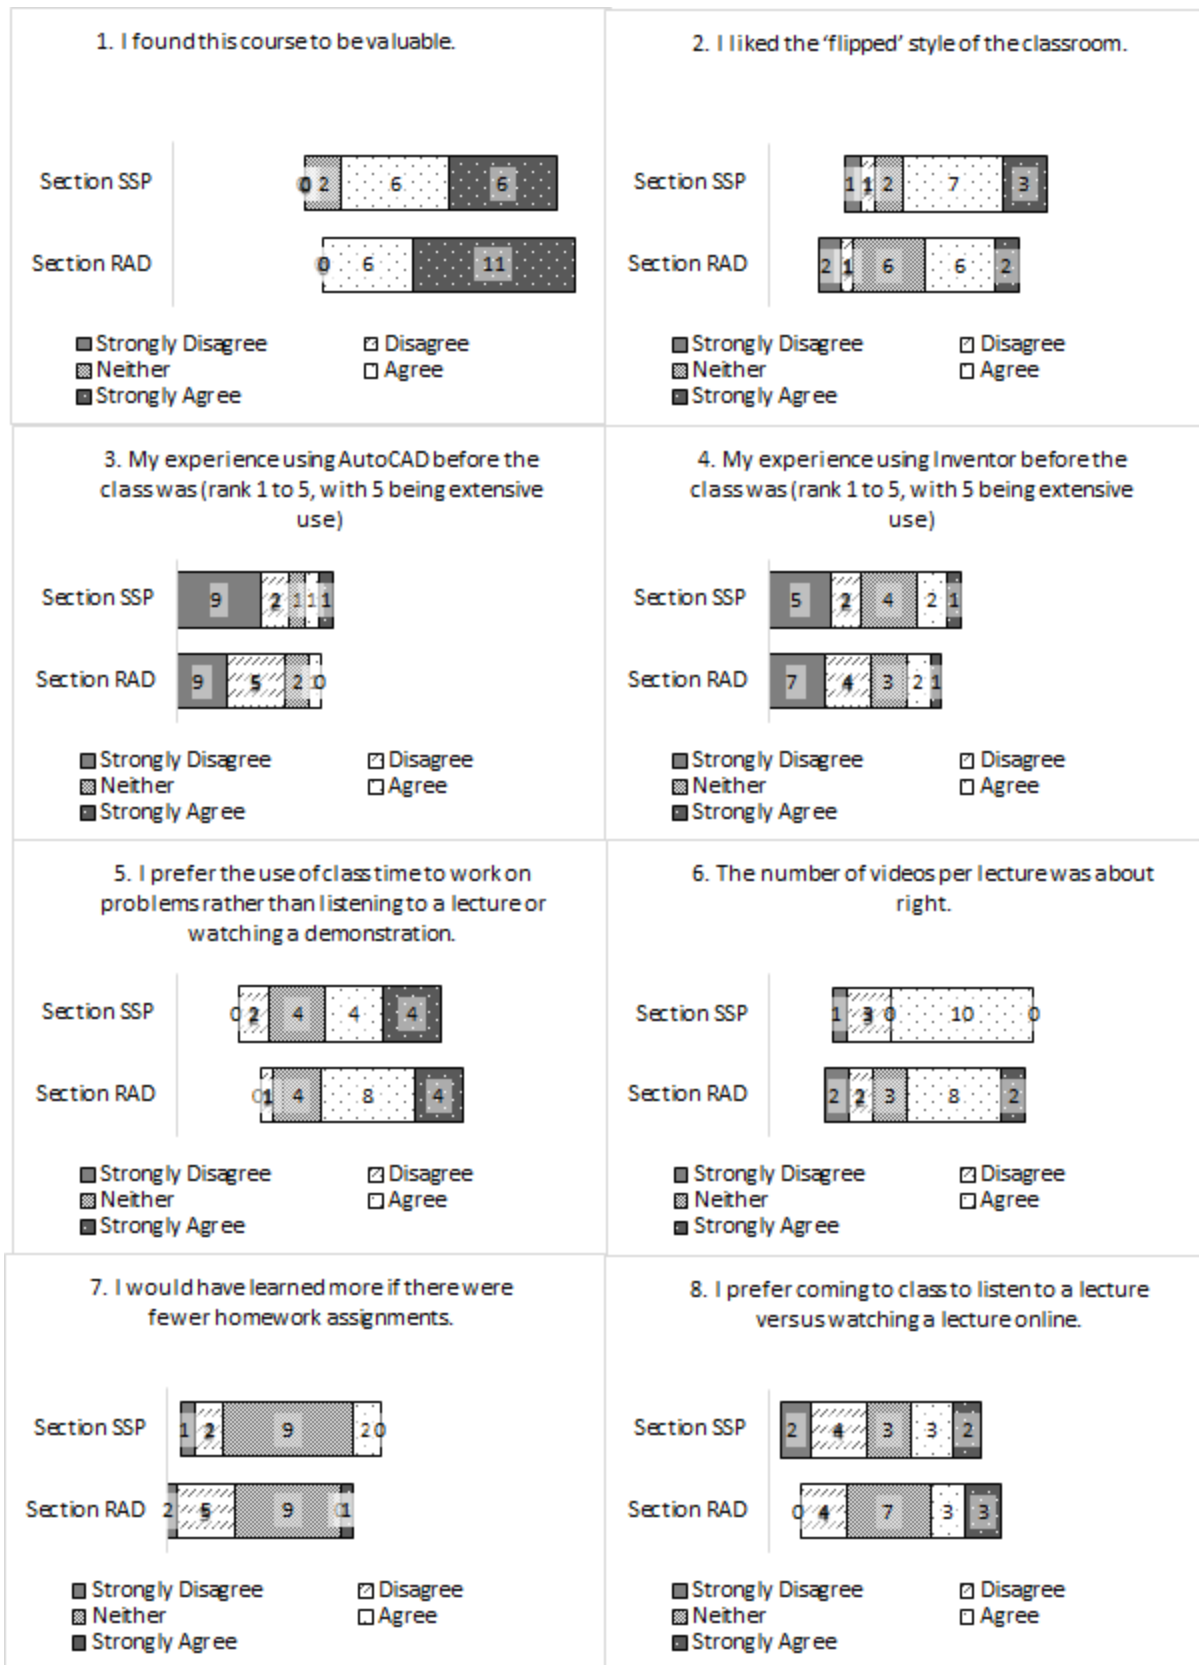 1. I found this course to be valuable.
Section SSP
0 2 6 6
Section RAD
0 6 11
Strongly Disagree Disagree
Neither Agree
Strongly Agree
2. I liked the ‘flipped’ style of the classroom.
Section SSP
1 1 2 7 3
Section RAD
2 1 6 6 2
Strongly Disagree Disagree
Neither Agree
Strongly Agree
3. My experience using AutoCAD before the
class was (rank 1 to 5, with 5 being extensive
use)
Section SSP
9 2 1 1 1
Section RAD
9 5 2 1 0
Strongly Disagree Disagree
Neither Agree
Strongly Agree
4. My experience using Inventor before the
class was (rank 1 to 5, with 5 being extensive
use)
Section SSP
5 2 4 2 1
Section RAD
7 4 3 2 1
Strongly Disagree Disagree
Neither Agree
Strongly Agree
5. I prefer the use of class time to work on
problems rather than listening to a lecture or
watching a demonstration.
Section SSP
0 2 4 4 4
Section RAD
0 1 4 8 4
Strongly Disagree Disagree
Neither Agree
Strongly Agree
6. The number of videos per lecture was about
right.
Section SSP
1 3 0 10 0
Section RAD
2 2 3 8 2
Strongly Disagree Disagree
Neither Agree
Strongly Agree
7. I would have learned more if there were
fewer homework assignments.
Section SSP
1 2 9 2 0
Section RAD
2 5 9 0 1
Strongly Disagree Disagree
Neither Agree
Strongly Agree
8. I prefer coming to class to listen to a lecture
versus watching a lecture online.
Section SSP
2 4 3 3 2
Section RAD
0 4 7 3 3
Strongly Disagree Disagree
Neither Agree
Strongly Agree